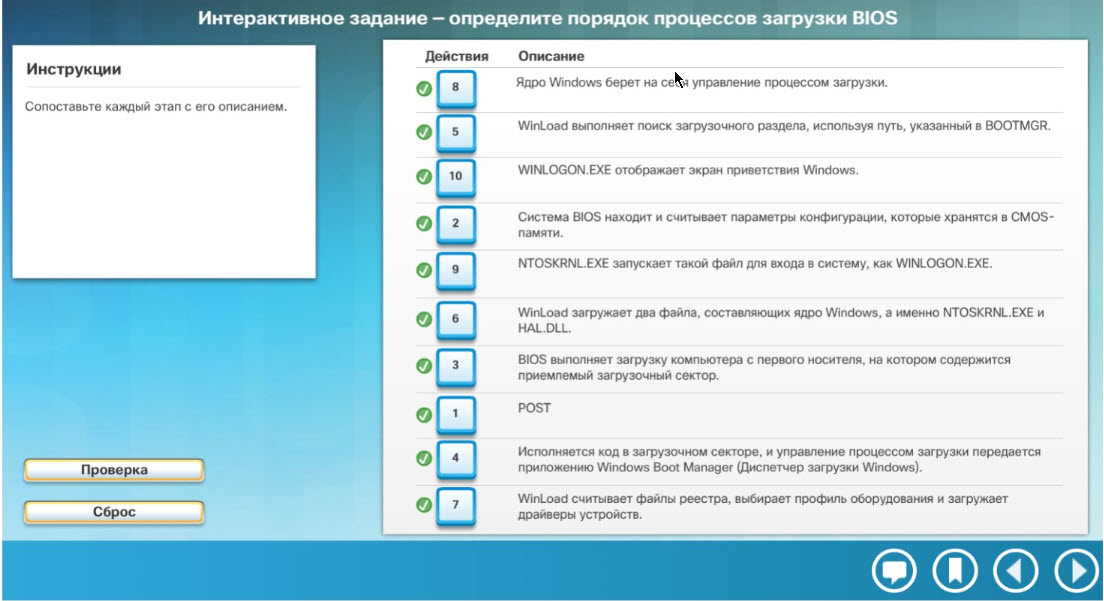 Интерактивное задание – определите порядок процессов загрузки BIOS
Инструкции
Сопоставьте каждый этап с его описанием.
Проверка
Сброс
Действия Описание
8 Ядро Windows берет на себя управление процессом загрузки.
5 WinLoad выполняет поиск загрузочного раздела, используя путь, указанный в BOOTMGR.
10 WINLOGON.EXE отображает экран приветствия Windows.
2 Система BIOS находит и считывает параметры конфигурации, которые хранятся в CMOS-
памяти.
9 NTOSKRNL.EXE запускает такой файл для входа в систему, как WINLOGON.EXE.
6 WinLoad загружает два файла, составляющих ядро Windows, а именно NTOSKRNL.EXE и
HAL.DLL.
3 BIOS выполняет загрузку компьютера с первого носителя, на котором содержится
приемлемый загрузочный сектор.
1 POST
4 Исполняется код в загрузочном секторе, и управление процессом загрузки передается
приложению Windows Boot Manager (Диспетчер загрузки Windows).
7 WinLoad считывает файлы реестра, выбирает профиль оборудования и загружает
драйверы устройств.